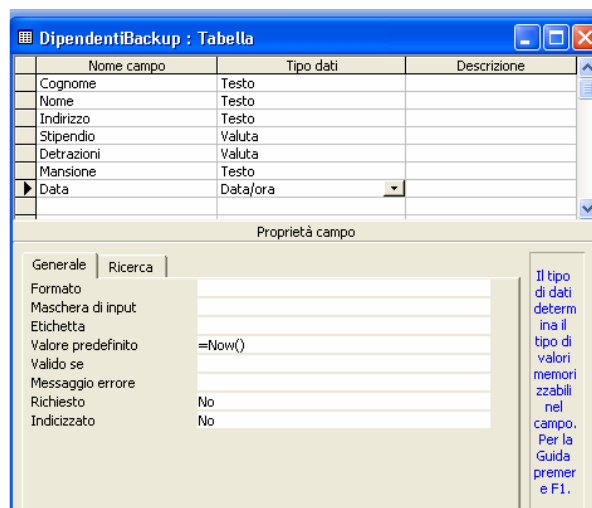 DipendentiBackup : Tabella
Nome campo Tipo dati Descrizione
Cognome Testo
Nome Testo
Indirizzo Testo
Stipendio Valuta
Detrazioni Valuta
Mansione Testo
Data Data/ora
Proprietà campo
Generale Ricerca
Formato
Maschera di input
Etichetta
Valore predefinito =Now()
Valido se
Messaggio errore
Richiesto No
Indicizzato No
Il tipo
di dati
determ
ina il
tipo di
valori
memori
zzabili
nel
campo.
Per la
Guida
premer
e F1.